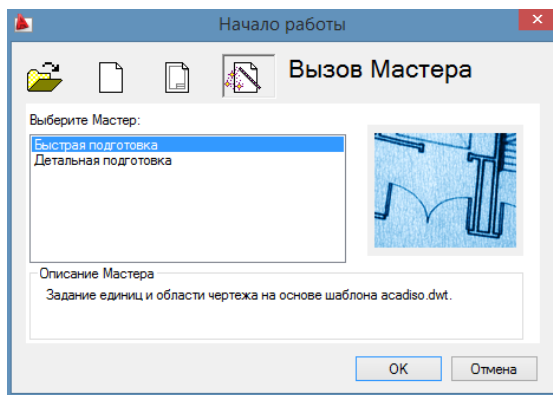 Начало работы
Вызов Мастера
Выберите Мастер:
Быстрая подготовка
Детальная подготовка
Описание Мастера
Задание единиц и области чертежа на основе шаблона acadiso.dwt.
OK Отмена